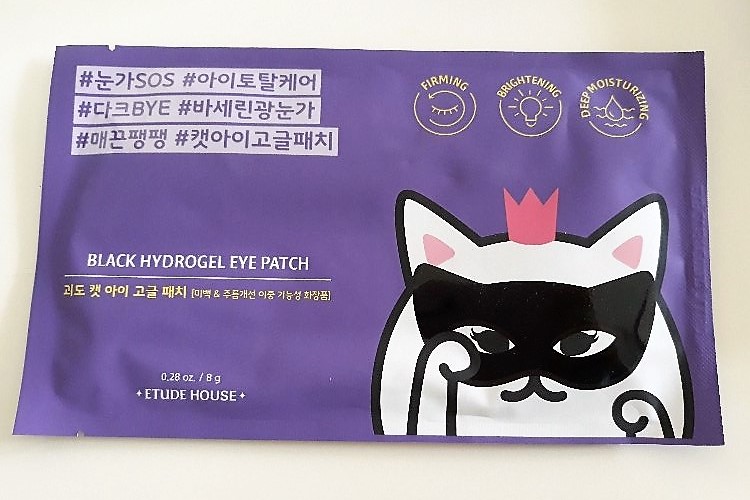 #눈가SOS #아이토탈케어
#다크BYE #바세린광눈가
#매끈팽팽 #캣아이고글패치
FIRMING
BRIGHTENING
DEEP MOISTURIZING
BLACK HYDROGEL EYE PATCH
괴도 캣 아이 고글 패치 [미백 & 주름개선 이중 기능성 화장품]
0.28 oz. / 8 g
ETUDE HOUSE